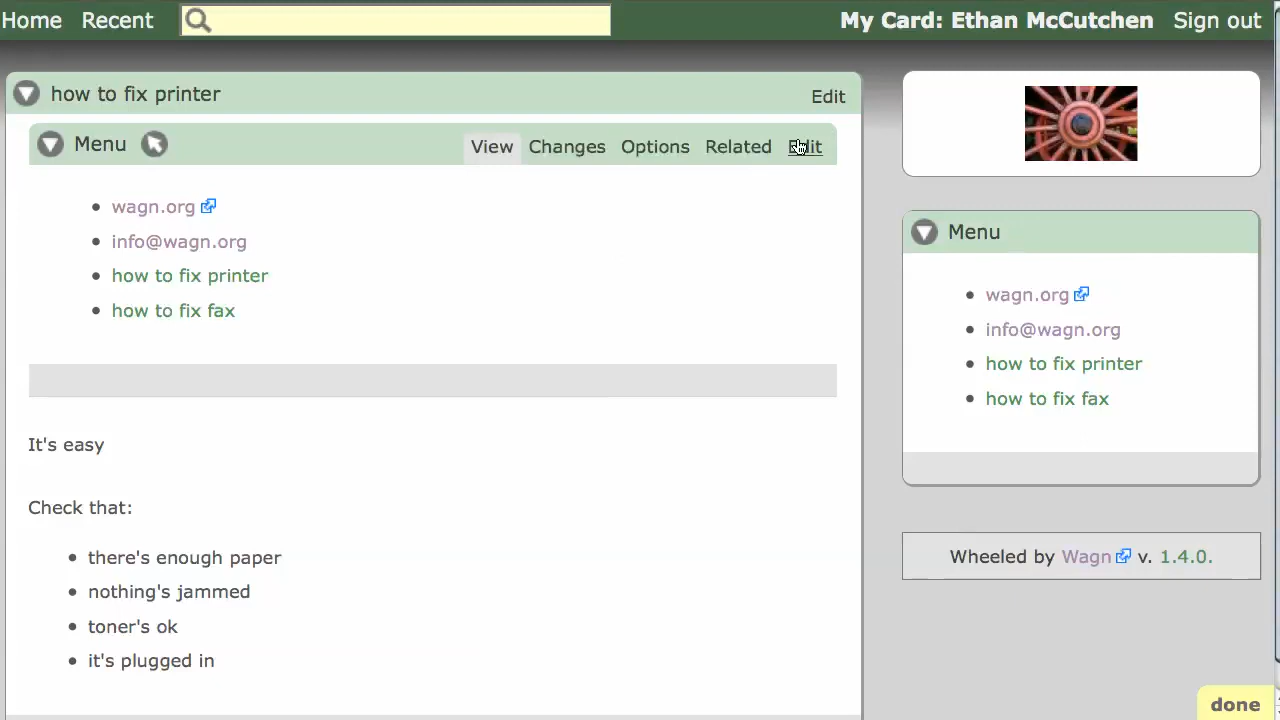 Home Recent My Card: Ethan McCutchen Sign out
how to fix printer Edit
Menu View Changes Options Related Edit
wagn.org
info@wagn.org
how to fix printer
how to fix fax
It's easy
Check that:
there's enough paper
nothing's jammed
toner's ok
it's plugged in
Menu
wagn.org
info@wagn.org
how to fix printer
how to fix fax
Wheeled by Wagn v. 1.4.0.
done